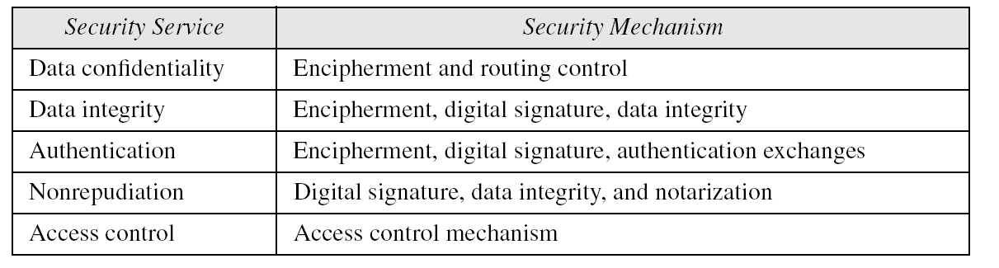 Security Service Security Mechanism
Data confidentiality Encipherment and routing control
Data integrity Encipherment, digital signature, data integrity
Authentication Encipherment, digital signature, authentication exchanges
Nonrepudiation Digital signature, data integrity, and notarization
Access control Access control mechanism